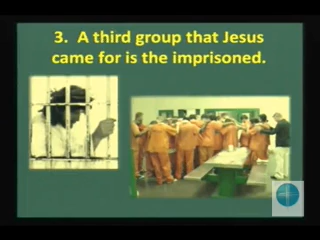 3. A third group that Jesus
came for is the imprisoned.